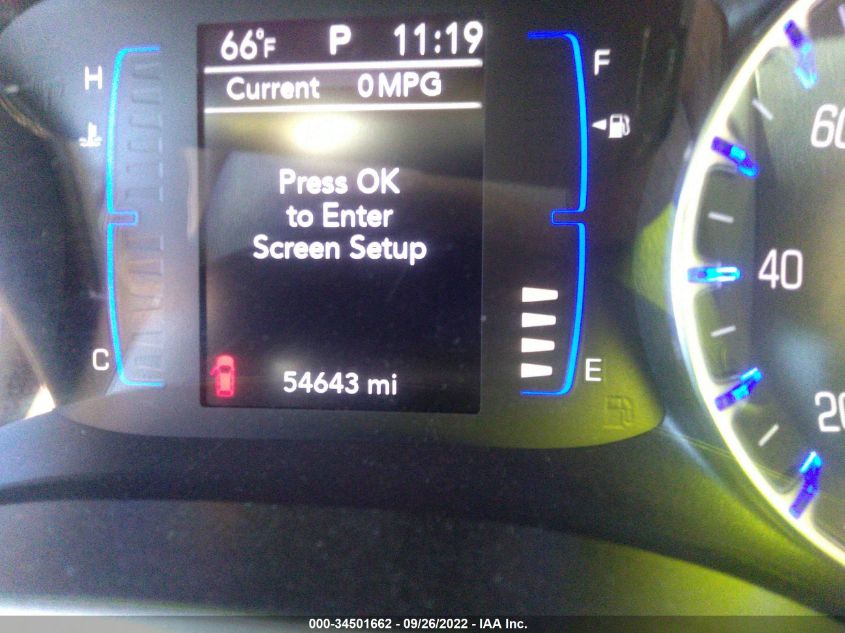 66°F P 11:19
Current 0 MPG
H
F
Press OK
to Enter
Screen Setup
C
E
54643 mi
60
40
20
000-34501662 - 09/26/2022 - IAA Inc.